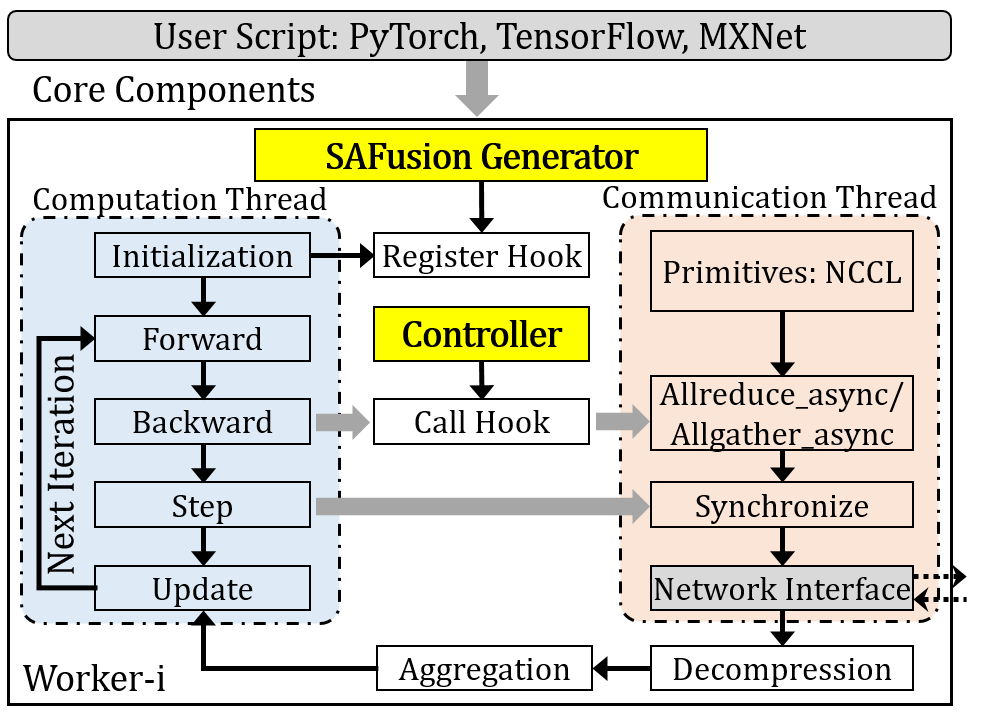 User Script: PyTorch, TensorFlow, MXNet
Core Components
SAFusion Generator
Computation Thread
Communication Thread
Initialization
Register Hook
Primitives: NCCL
Forward
Controller
Backward
Call Hook
Allreduce_async/
Allgather_async
Next Iteration
Step
Synchronize
Update
Network Interface
Worker-i
Aggregation
Decompression